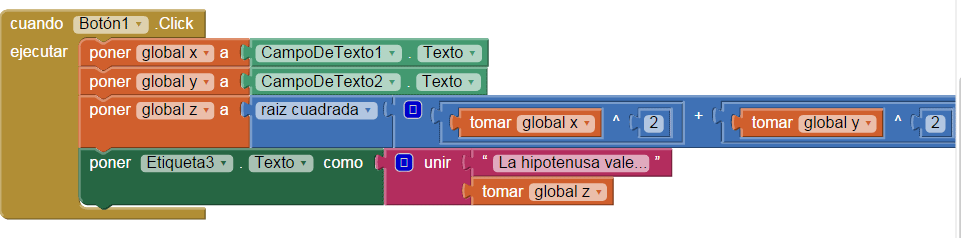 cuando Botón1 .Click
ejecutar poner global x a CampoDeTexto1 . Texto
poner global y a CampoDeTexto2 . Texto
poner global z a raiz cuadrada tomar global x ^ 2 + tomar global y ^ 2
poner Etiqueta3 . Texto como unir “ La hipotenusa vale... ”
tomar global z